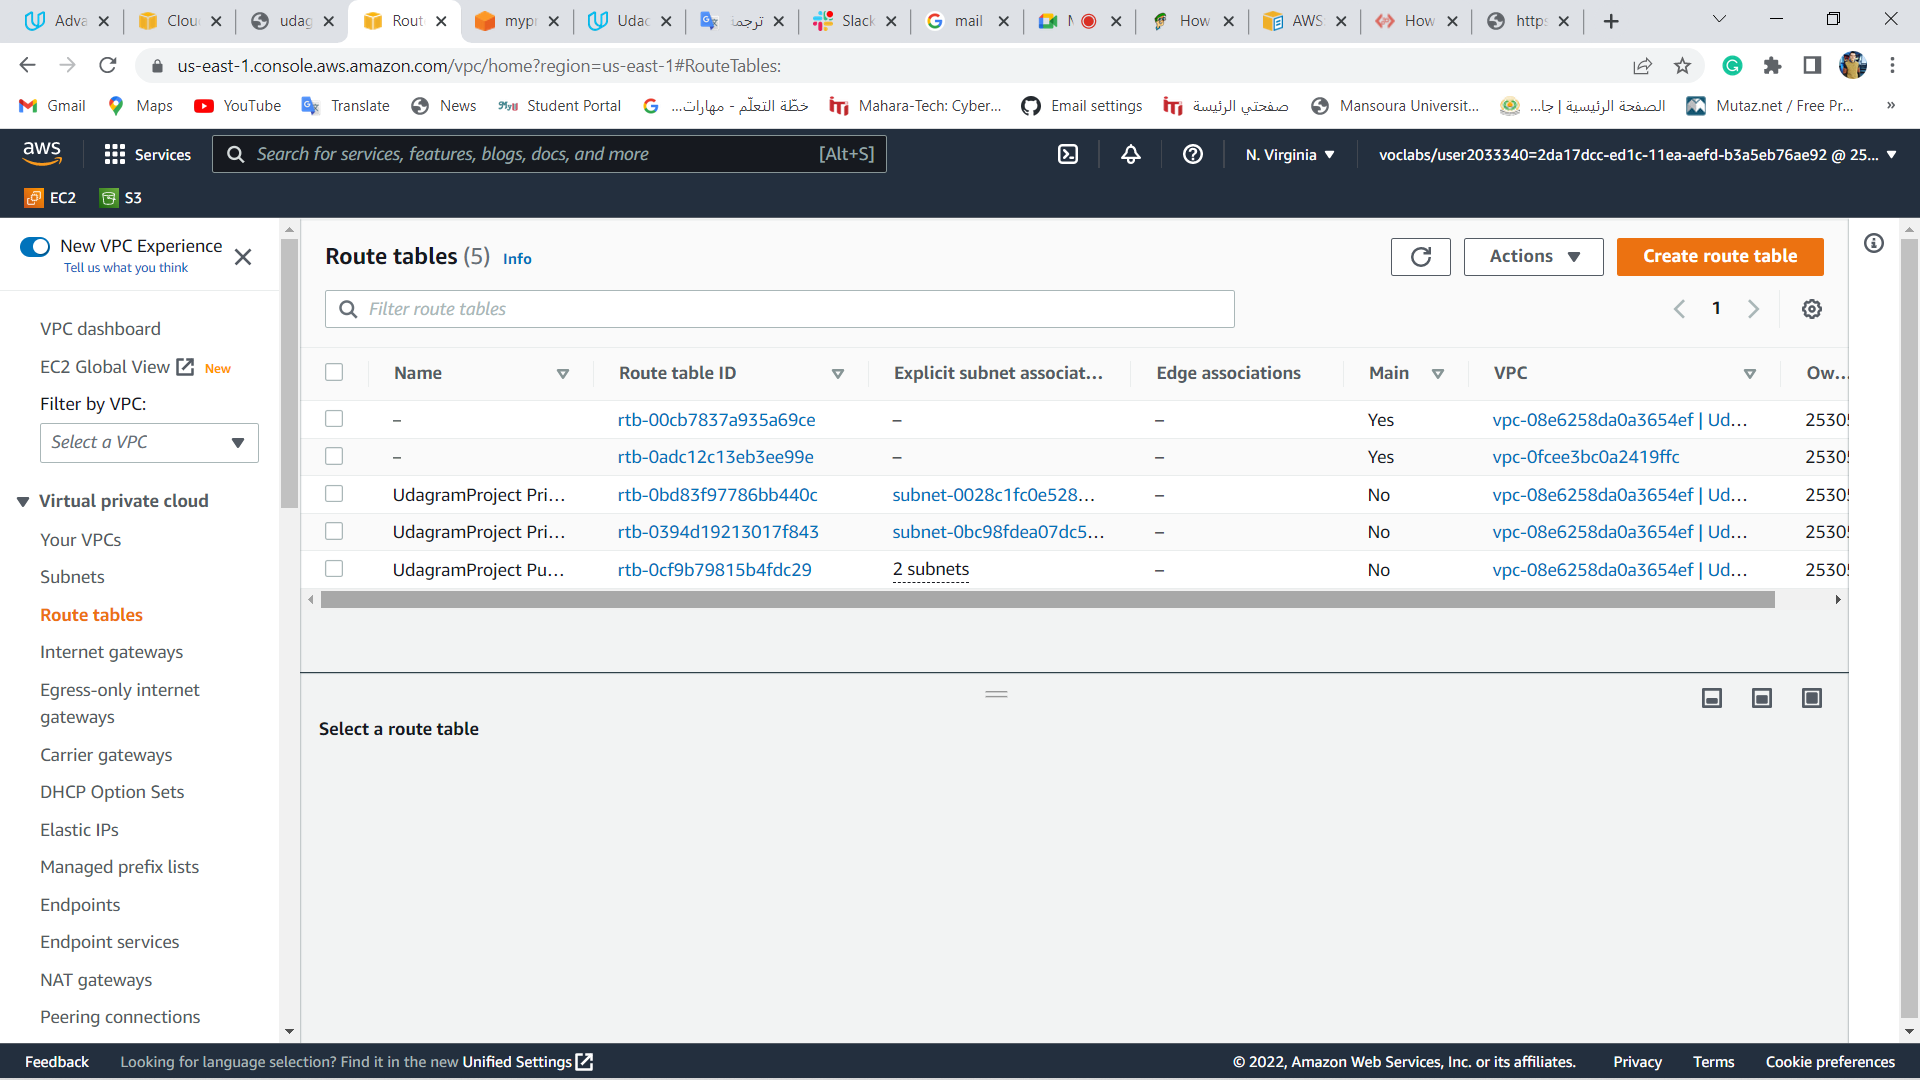 Adva
Clou
udag
Rout
mypr
Udac
ترجمة
Slack
mail
How
AWS
How
https
us-east-1.console.aws.amazon.com/vpc/home?region=us-east-1#RouteTables:
Gmail
Maps
YouTube
Translate
News
Student Portal
خطّة التعلّم - مهارات...
Mahara-Tech: Cyber...
Email settings
صفحتي الرئيسة
Mansoura Universit...
الصفحة الرئيسية | جا...
Mutaz.net / Free Pr...
»
aws
Services
Search for services, features, blogs, docs, and more
[Alt+S]
N. Virginia
voclabs/user2033340=2da17dcc-ed1c-11ea-aefd-b3a5eb76ae92 @ 25...
EC2
S3
New VPC Experience
Tell us what you think
VPC dashboard
EC2 Global View New
Filter by VPC:
Select a VPC
Virtual private cloud
Your VPCs
Subnets
Route tables
Internet gateways
Egress-only internet
gateways
Carrier gateways
DHCP Option Sets
Elastic IPs
Managed prefix lists
Endpoints
Endpoint services
NAT gateways
Peering connections
Route tables (5) Info
Actions
Create route table
Filter route tables
1
Name Route table ID Explicit subnet associat... Edge associations Main VPC Ow...
– rtb-00cb7837a935a69ce – – Yes vpc-08e6258da0a3654ef | Ud... 2530
– rtb-0adc12c13eb3ee99e – – Yes vpc-0fcee3bc0a2419ffc 2530
UdagramProject Pri... rtb-0bd83f97786bb440c subnet-0028c1fc0e528... – No vpc-08e6258da0a3654ef | Ud... 2530
UdagramProject Pri... rtb-0394d19213017f843 subnet-0bc98fdea07dc5... – No vpc-08e6258da0a3654ef | Ud... 2530
UdagramProject Pu... rtb-0cf9b79815b4fdc29 2 subnets – No vpc-08e6258da0a3654ef | Ud... 2530
Select a route table
Feedback
Looking for language selection? Find it in the new Unified Settings
© 2022, Amazon Web Services, Inc. or its affiliates.
Privacy
Terms
Cookie preferences